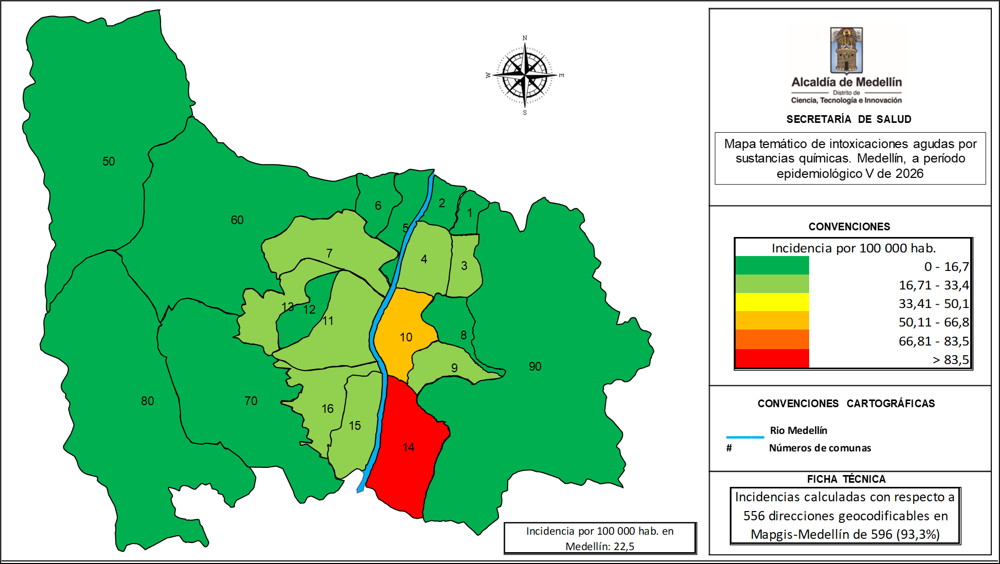 N
W
E
S
50
60
6
5
2
1
7
4
3
13
12
11
10
8
9
90
80
70
16
15
14
Incidencia por 100 000 hab. en
Medellín: 22,5
Alcaldía de Medellín
Distrito de
Ciencia, Tecnología e Innovación
SECRETARÍA DE SALUD
Mapa temático de intoxicaciones agudas por
sustancias químicas. Medellín, a período
epidemiológico V de 2026
CONVENCIONES
Incidencia por 100 000 hab.
0 - 16,7
16,71 - 33,4
33,41 - 50,1
50,11 - 66,8
66,81 - 83,5
> 83,5
CONVENCIONES CARTOGRÁFICAS
Rio Medellín
# Números de comunas
FICHA TÉCNICA
Incidencias calculadas con respecto a
556 direcciones geocodificables en
Mapgis-Medellín de 596 (93,3%)